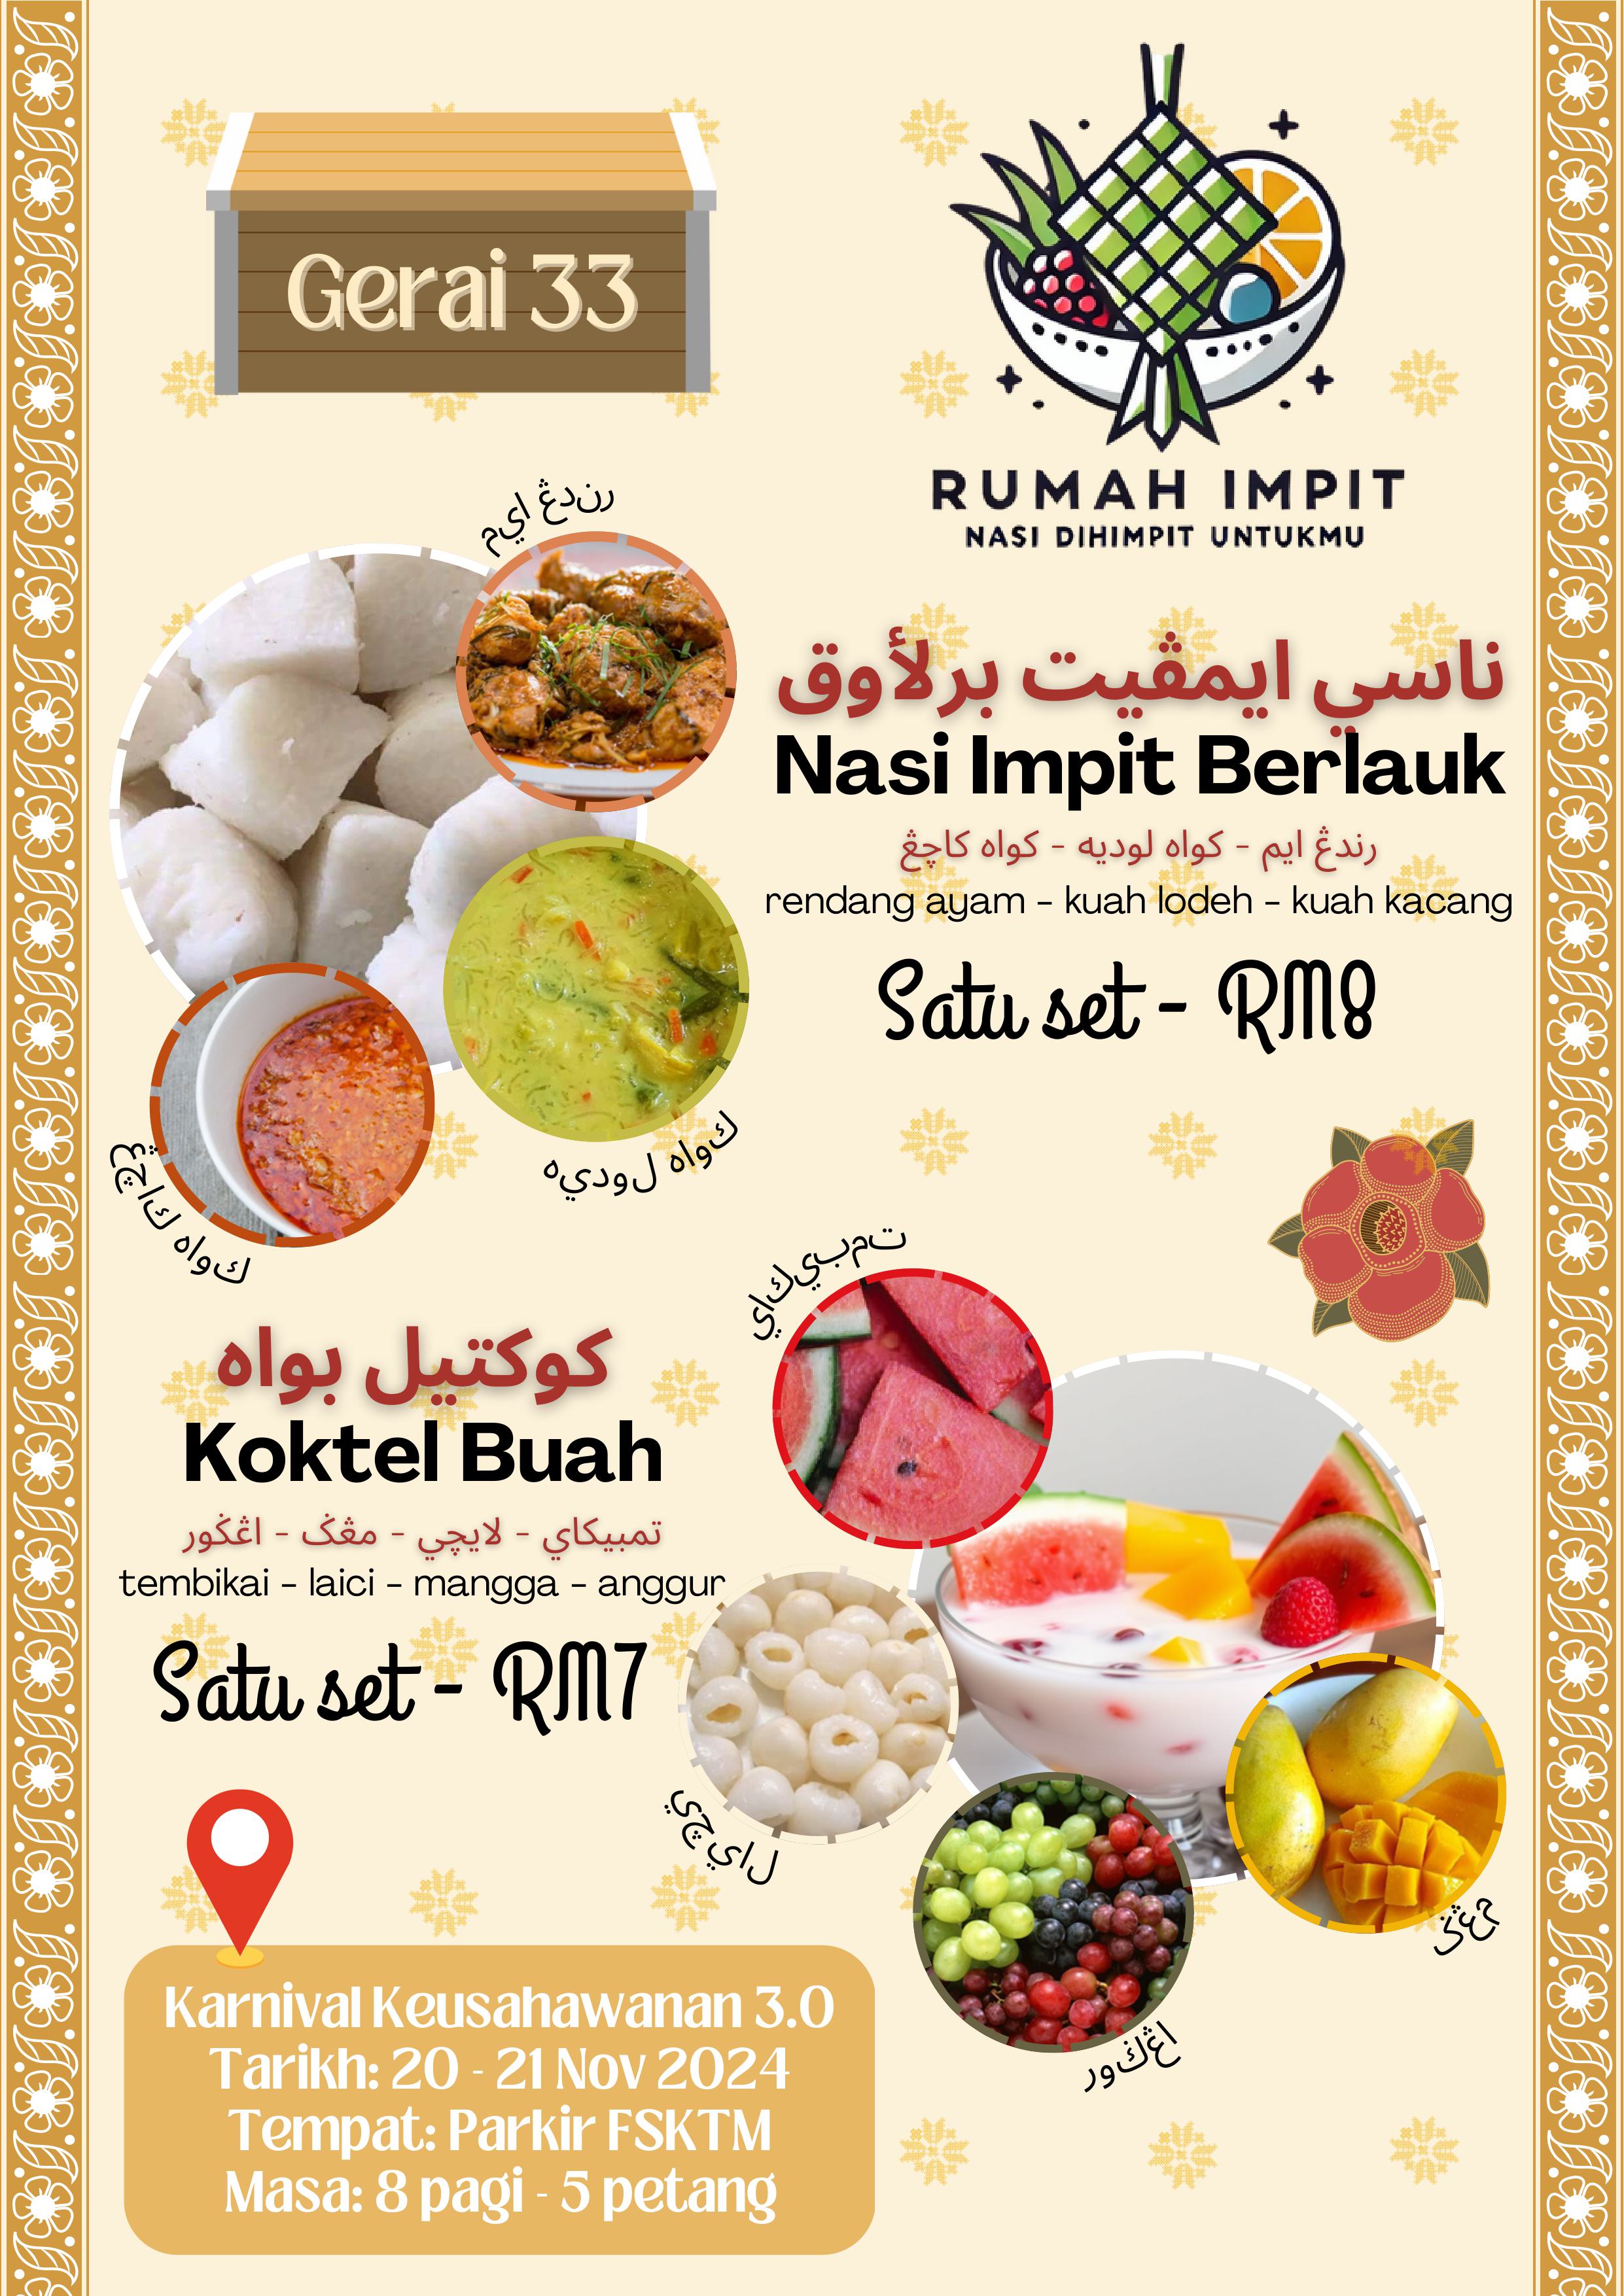 Gerai 33
RUMAH IMPIT
NASI DIHIMPIT UNTUKMU
رندڠ ايم
ناسي ايمڤيت برلأوق
Nasi Impit Berlauk
رندڠ ايم - كواه لوديه - كواه كاچڠ
rendang ayam - kuah lodeh - kuah kacang
Satu set - RM8
كواه لوديه
كواه كاچڠ
تمبيكاي
كوكتيل بواه
Koktel Buah
تمبيكاي - لايچي - مڠݢ - اڠݢور
tembikai - laici - mangga - anggur
Satu set - RM7
لايچي
مڠݢ
اڠݢور
Karnival Keusahawanan 3.0
Tarikh: 20 - 21 Nov 2024
Tempat: Parkir FSKTM
Masa: 8 pagi - 5 petang